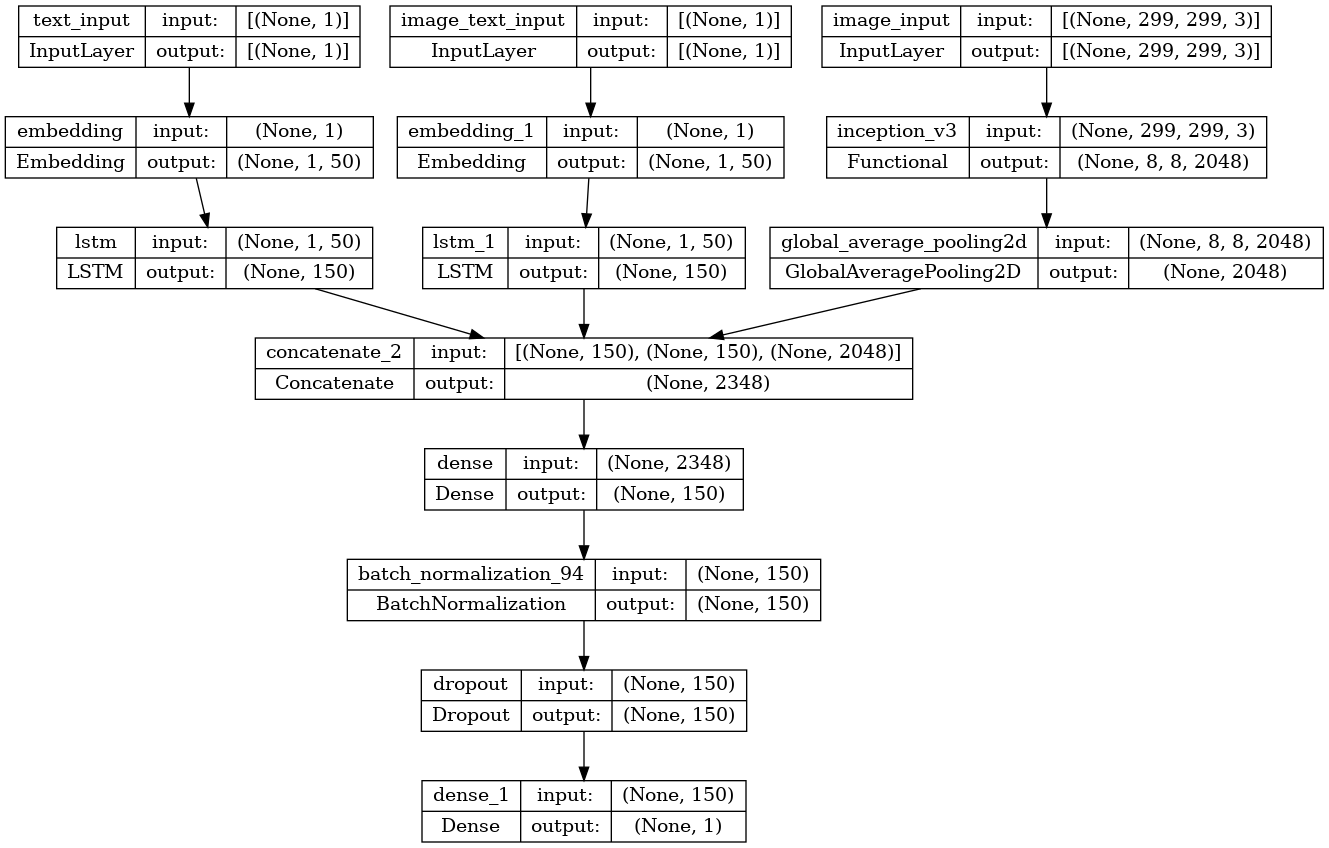 text_input input: [(None, 1)]
InputLayer output: [(None, 1)]
image_text_input input: [(None, 1)]
InputLayer output: [(None, 1)]
image_input input: [(None, 299, 299, 3)]
InputLayer output: [(None, 299, 299, 3)]
embedding input: (None, 1)
Embedding output: (None, 1, 50)
embedding_1 input: (None, 1)
Embedding output: (None, 1, 50)
inception_v3 input: (None, 299, 299, 3)
Functional output: (None, 8, 8, 2048)
lstm input: (None, 1, 50)
LSTM output: (None, 150)
lstm_1 input: (None, 1, 50)
LSTM output: (None, 150)
global_average_pooling2d input: (None, 8, 8, 2048)
GlobalAveragePooling2D output: (None, 2048)
concatenate_2 input: [(None, 150), (None, 150), (None, 2048)]
Concatenate output: (None, 2348)
dense input: (None, 2348)
Dense output: (None, 150)
batch_normalization_94 input: (None, 150)
BatchNormalization output: (None, 150)
dropout input: (None, 150)
Dropout output: (None, 150)
dense_1 input: (None, 150)
Dense output: (None, 1)